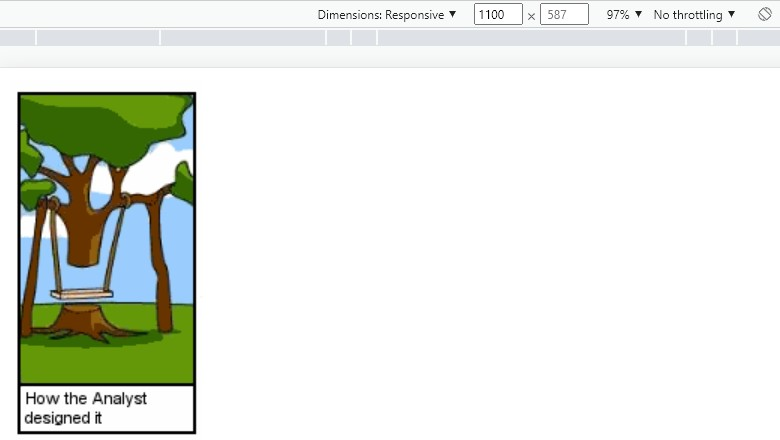 Dimensions: Responsive ▼ 1100 × 587 97% ▼ No throttling ▼
How the Analyst
designed it